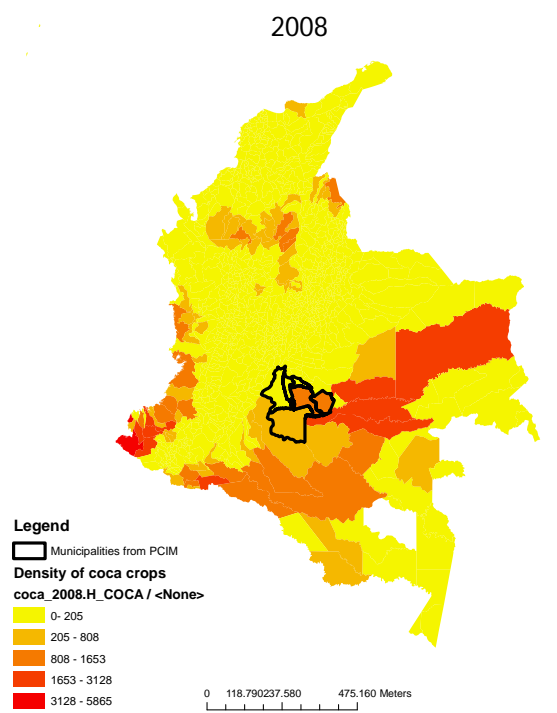 2008
Legend
Municipalities from PCIM
Density of coca crops
coca_2008.H_COCA / <None>
0- 205
205 - 808
808 - 1653
1653 - 3128
3128 - 5865
0 118.790237.580 475.160 Meters